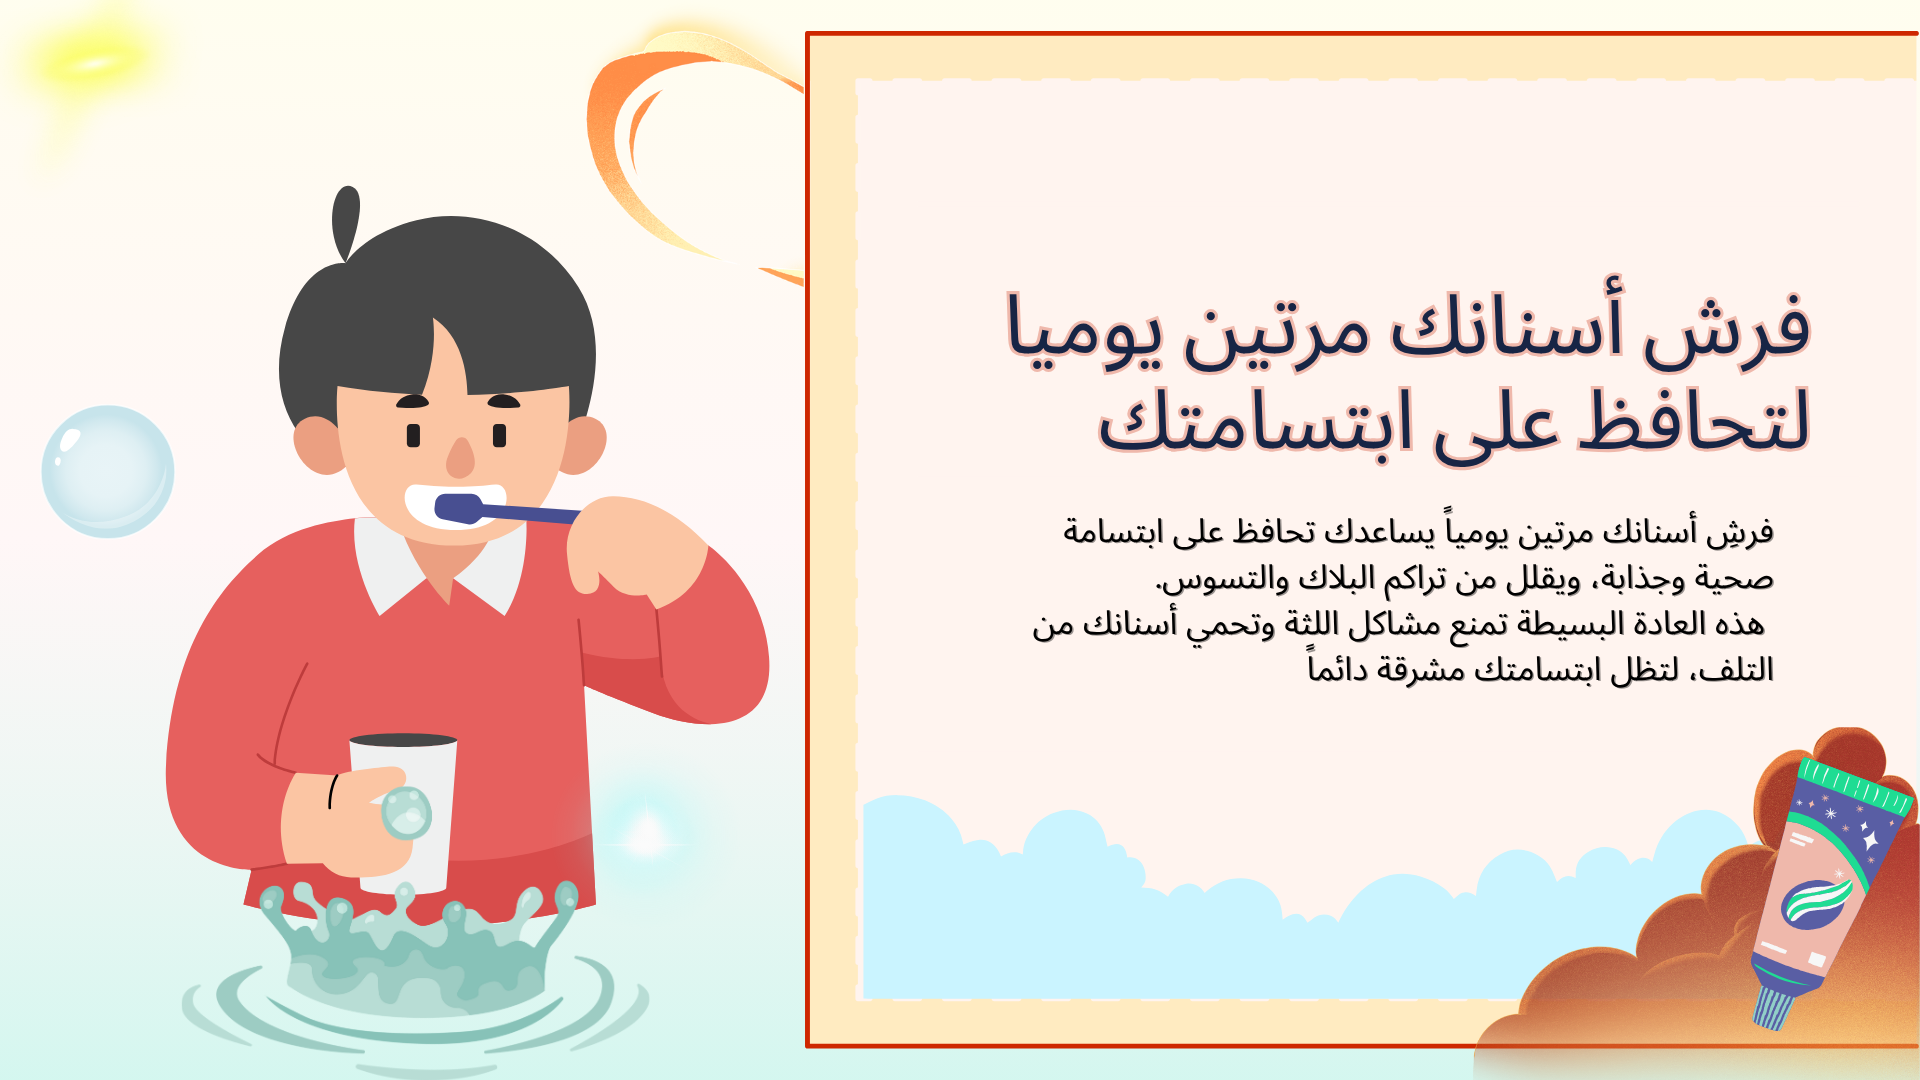 فرش أسنانك مرتين يوميا
لتحافظ على ابتسامتك
فرشِ أسنانك مرتين يومياً يساعدك تحافظ على ابتسامة
صحية وجذابة، ويقلل من تراكم البلاك والتسوس.
هذه العادة البسيطة تمنع مشاكل اللثة وتحمي أسنانك من
التلف، لتظل ابتسامتك مشرقة دائماً